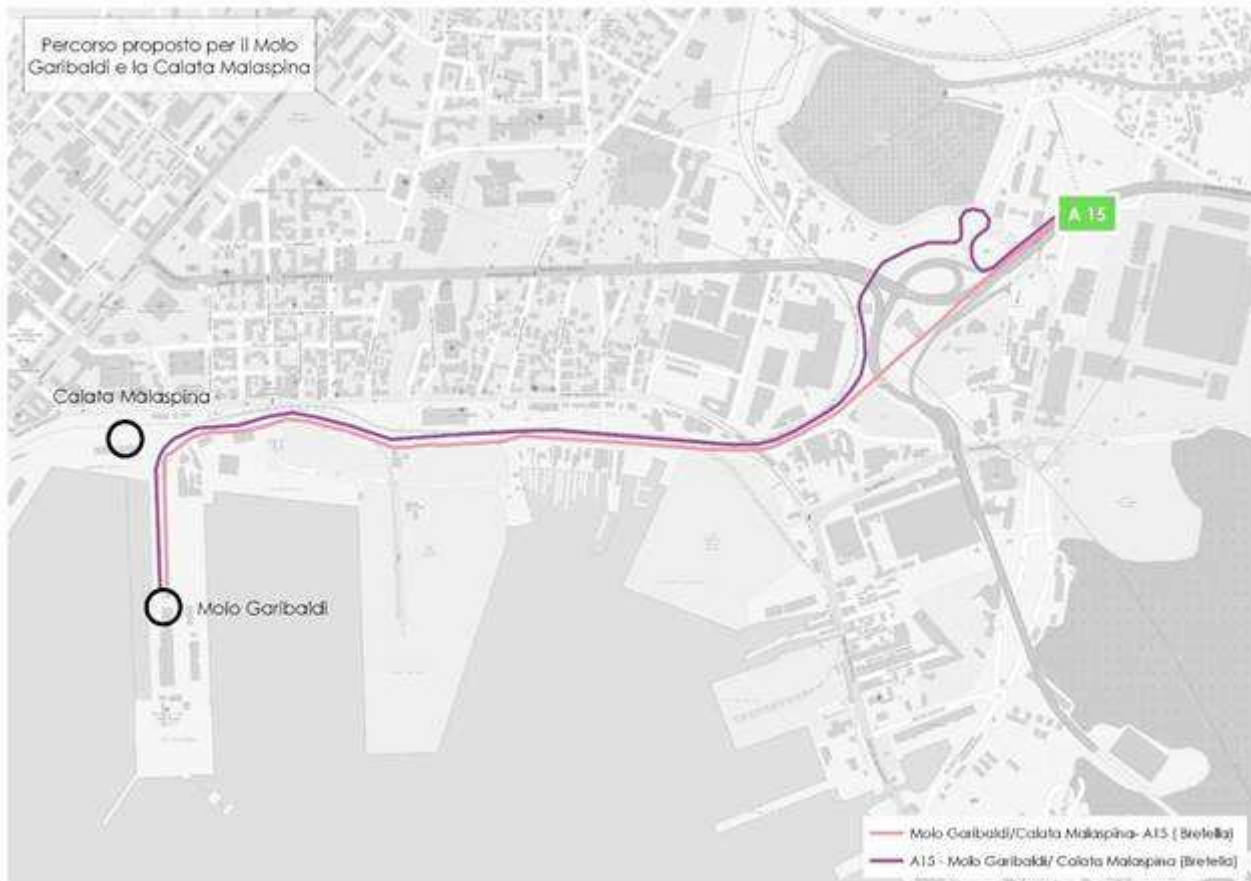 Percorso proposto per il Molo
Garibaldi e la Calata Malaspina
A 15
Calata Malaspina
Molo Garibaldi
Molo Garibaldi/Calata Malaspina- A15 ( Bretella)
A15 - Molo Garibaldi/ Calata Malaspina (Bretella)